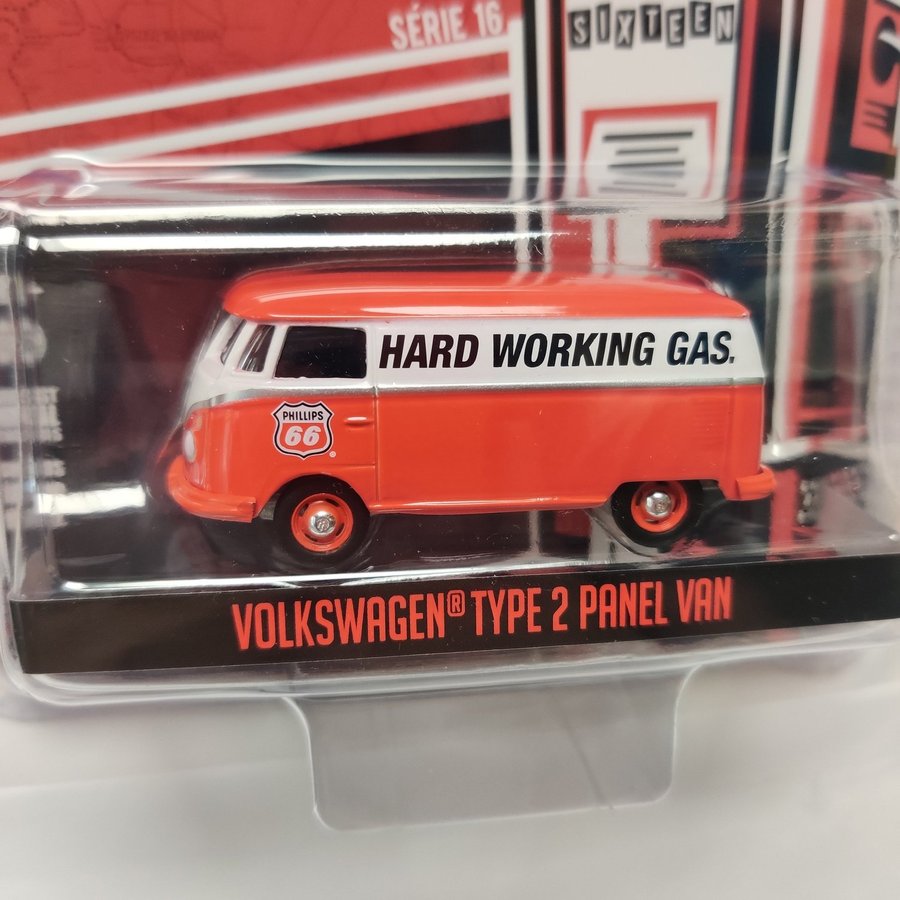 SÉRIE 16
SIXTEEN
HARD WORKING GAS.
PHILLIPS
66
®
VOLKSWAGEN® TYPE 2 PANEL VAN